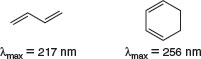 λmax = 217 nm
λmax = 256 nm